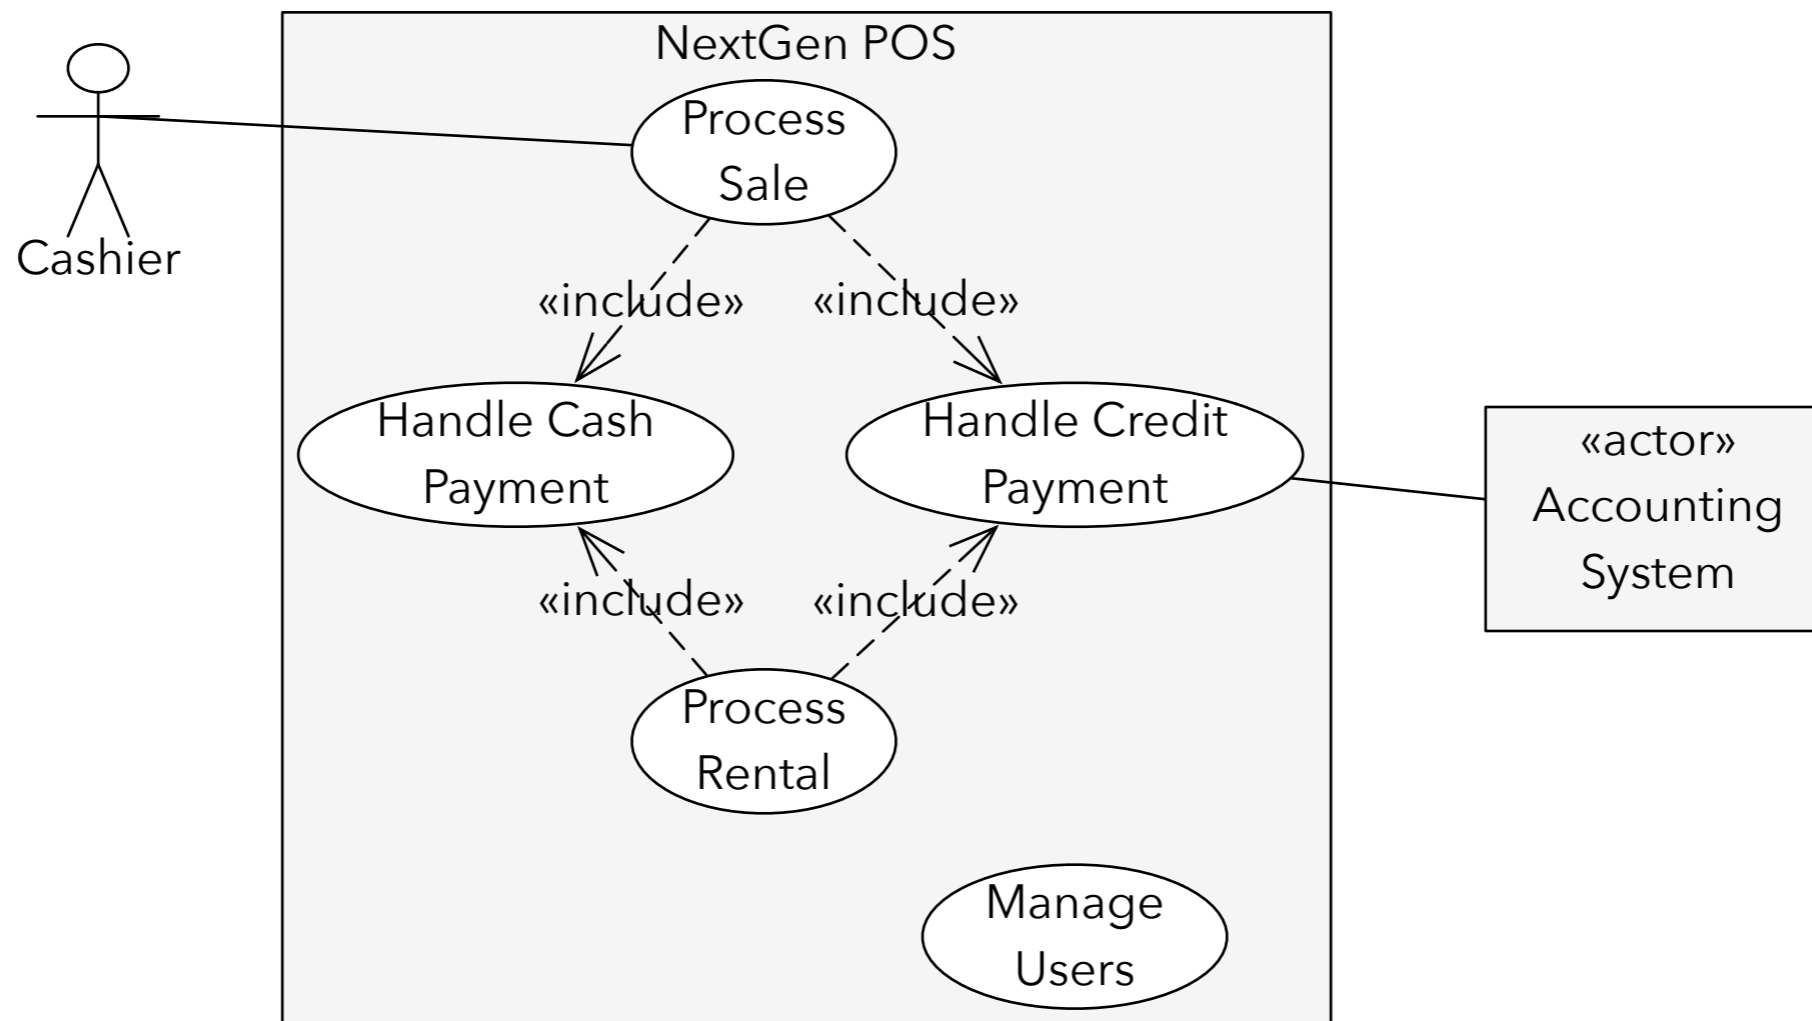 NextGen POS
Process
Sale
Cashier
«include»
«include»
Handle Cash
Payment
Handle Credit
Payment
«actor»
Accounting
System
«include»
«include»
Process
Rental
Manage
Users